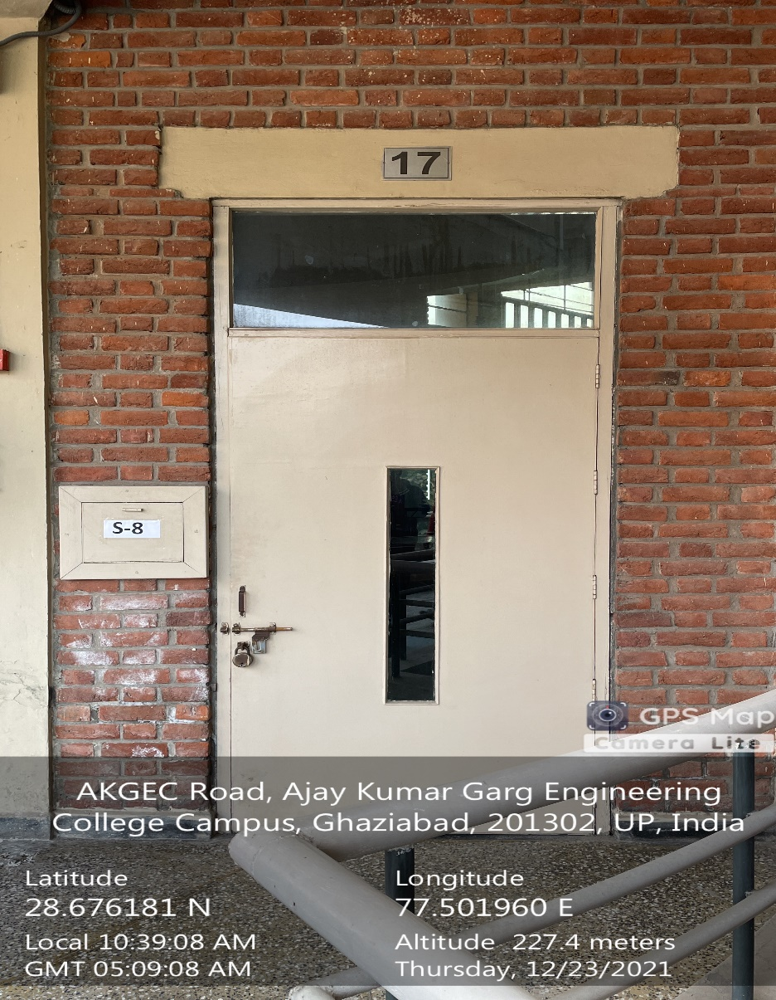 17
S-8
GPS Map
Camera Lite
AKGEC Road, Ajay Kumar Garg Engineering
College Campus, Ghaziabad, 201302, UP, India
Latitude
28.676181 N
Longitude
77.501960 E
Local 10:39:08 AM
GMT 05:09:08 AM
Altitude 227.4 meters
Thursday, 12/23/2021